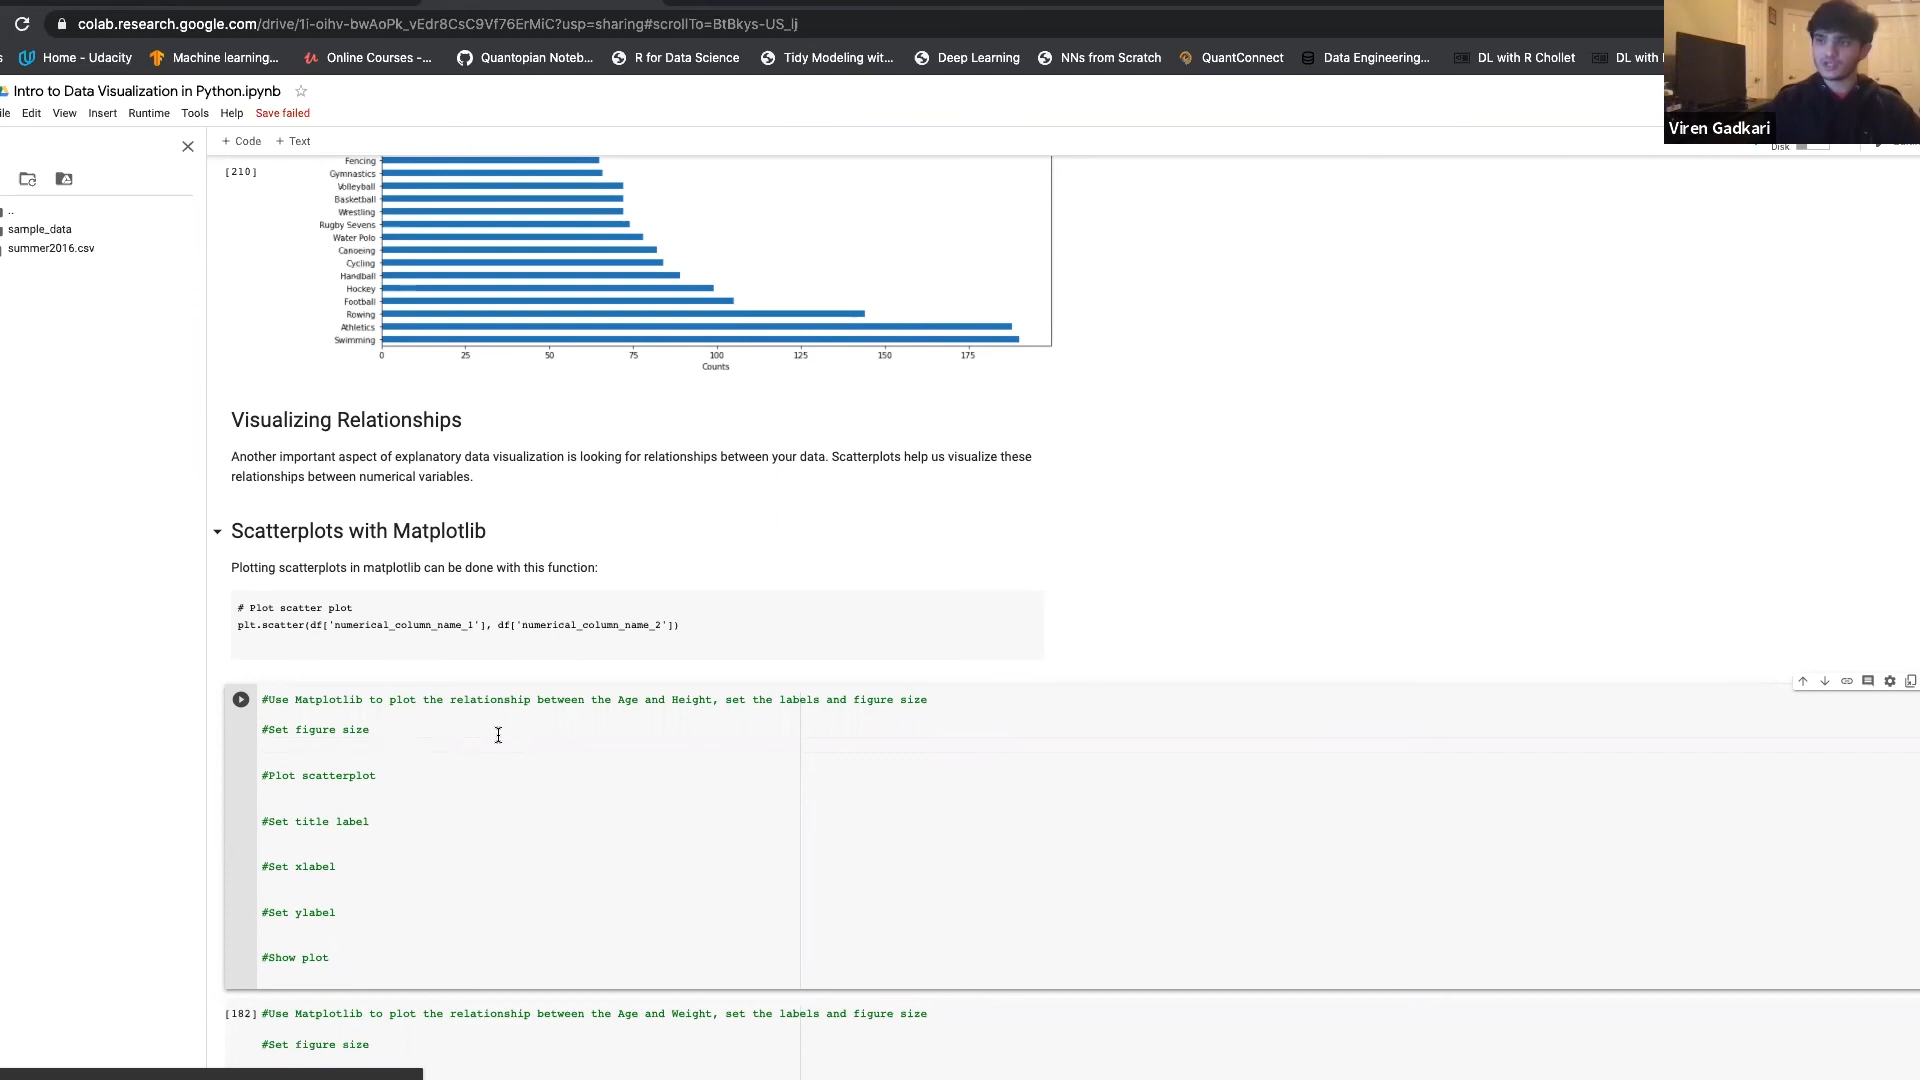 colab.research.google.com/drive/1i-oihv-bwAoPk_vEdr8CsC9Vf76ErMiC?usp=sharing#scrollTo=BtBkys-US_lj
s Home - Udacity Machine learning... Online Courses -... Quantopian Noteb... R for Data Science Tidy Modeling wit... Deep Learning NNs from Scratch QuantConnect Data Engineering... DL with R Chollet DL with
Viren Gadkari
Intro to Data Visualization in Python.ipynb
ile Edit View Insert Runtime Tools Help Save failed
+ Code + Text
Disk
..
sample_data
summer2016.csv
[210]
Fencing
Gymnastics
Volleyball
Basketball
Wrestling
Rugby Sevens
Water Polo
Canoeing
Cycling
Handball
Hockey
Football
Rowing
Athletics
Swimming
0 25 50 75 100 125 150 175
Counts
Visualizing Relationships
Another important aspect of explanatory data visualization is looking for relationships between your data. Scatterplots help us visualize these
relationships between numerical variables.
Scatterplots with Matplotlib
Plotting scatterplots in matplotlib can be done with this function:
# Plot scatter plot
plt.scatter(df['numerical_column_name_1'], df['numerical_column_name_2'])
#Use Matplotlib to plot the relationship between the Age and Height, set the labels and figure size
#Set figure size
#Plot scatterplot
#Set title label
#Set xlabel
#Set ylabel
#Show plot
[182] #Use Matplotlib to plot the relationship between the Age and Weight, set the labels and figure size
#Set figure size